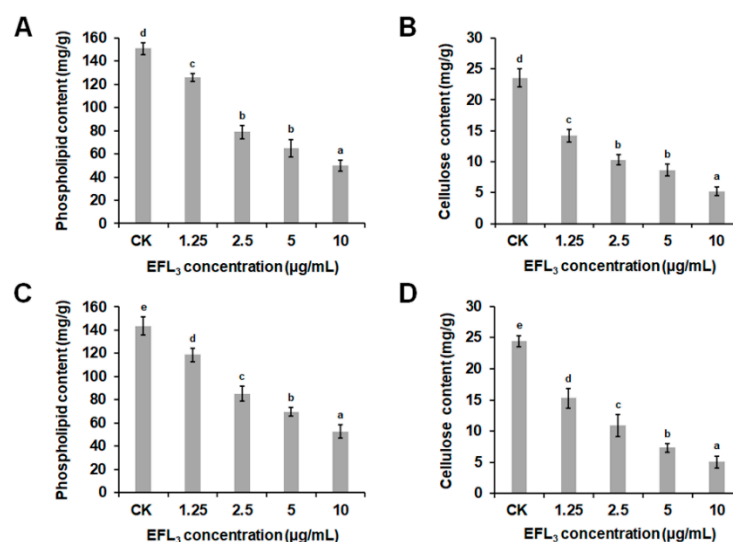 A
Phospholipid content (mg/g)
160
140
120
100
80
60
40
20
0
d
c
b
b
a
CK 1.25 2.5 5 10
EFL₃ concentration (µg/mL)
B
Cellulose content (mg/g)
30
25
20
15
10
5
0
d
c
b
b
a
CK 1.25 2.5 5 10
EFL₃ concentration (µg/mL)
C
Phospholipid content (mg/g)
160
140
120
100
80
60
40
20
0
e
d
c
b
a
CK 1.25 2.5 5 10
EFL₃ concentration (µg/mL)
D
Cellulose content (mg/g)
30
25
20
15
10
5
0
e
d
c
b
a
CK 1.25 2.5 5 10
EFL₃ concentration (µg/mL)